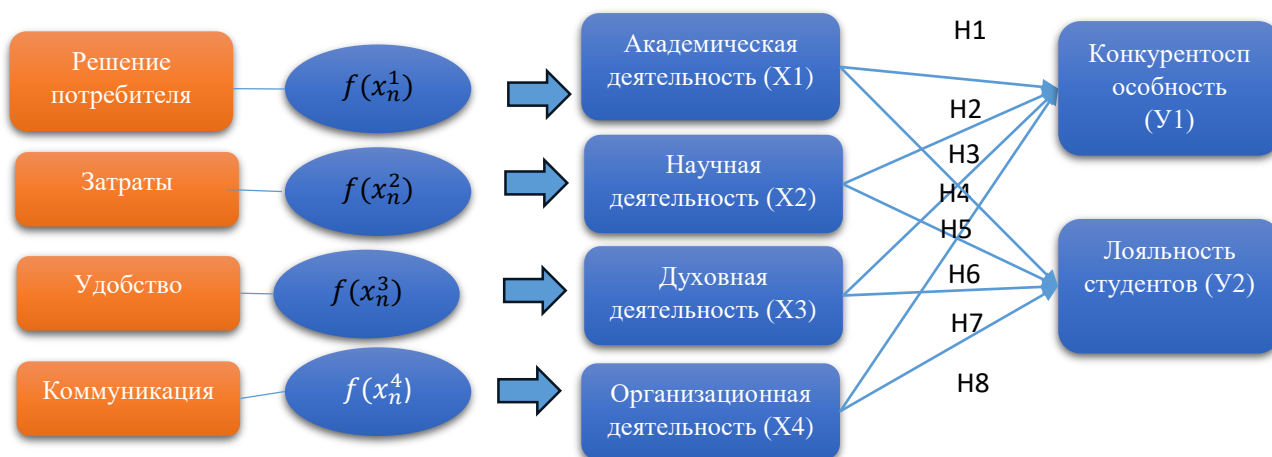 Решение
потребителя
f(x_n^1)
Академическая
деятельность (X1)
H1
Конкурентосп
особность
(У1)
Затраты
f(x_n^2)
Научная
деятельность (X2)
H2
H3
H4
H5
Лояльность
студентов (У2)
Удобство
f(x_n^3)
Духовная
деятельность (X3)
H6
H7
Коммуникация
f(x_n^4)
Организационная
деятельность (X4)
H8